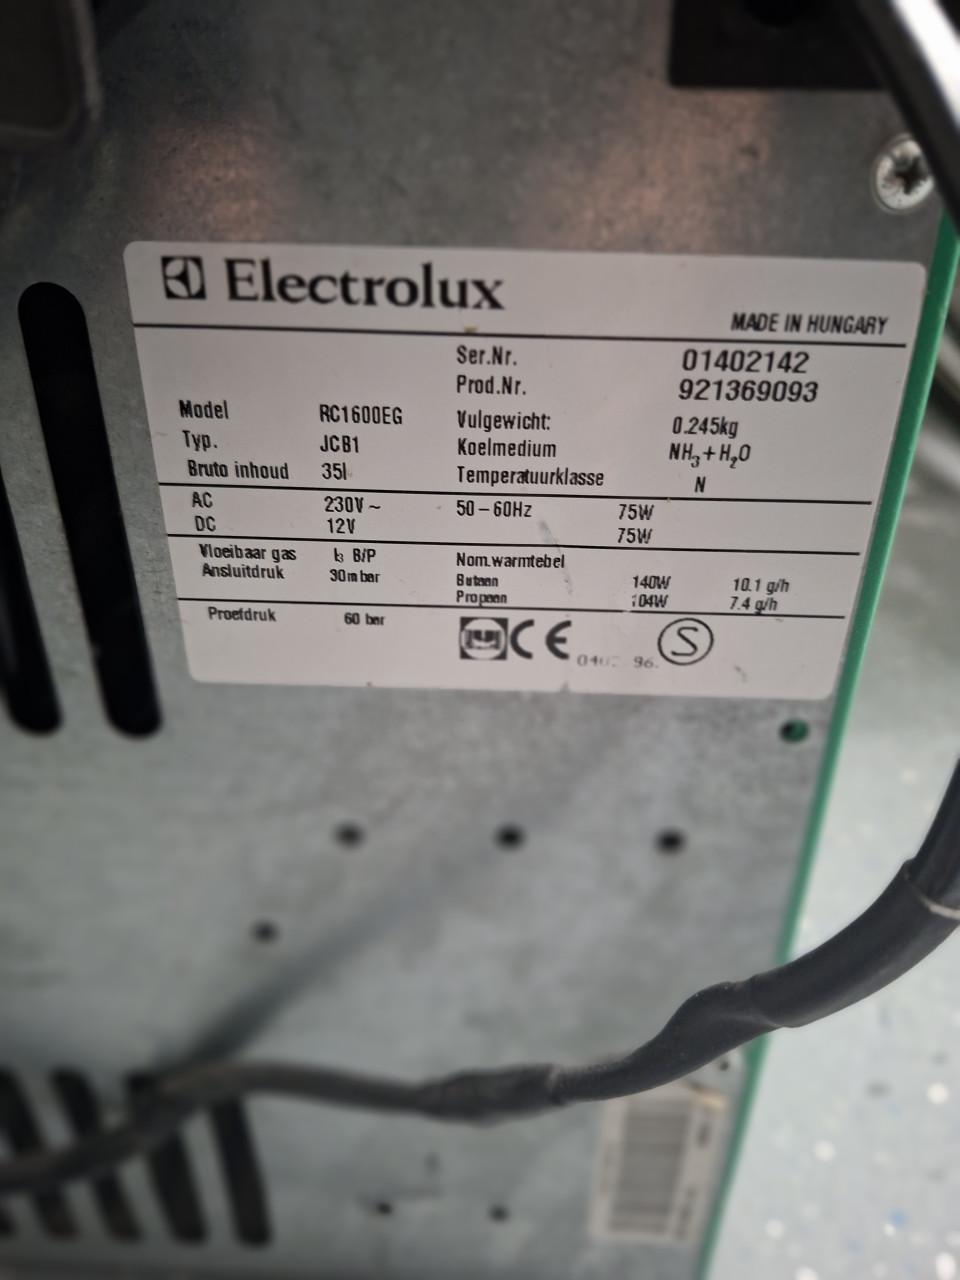 Electrolux
MADE IN HUNGARY
Ser.Nr. 01402142
Prod.Nr. 921369093
Model RC1600EG Vulgewicht: 0.245kg
Typ. JCB1 Koelmedium NH₃+H₂O
Bruto inhoud 35l Temperatuurklasse N
AC 230V~ 50-60Hz 75W
DC 12V 75W
Vloeibaar gas I₃ B/P Nom.warmtebel
Ansluitdruk 30mbar Butaan 140W 10.1 g/h
Propaan 104W 7.4 g/h
Proefdruk 60 bar CE S
96.